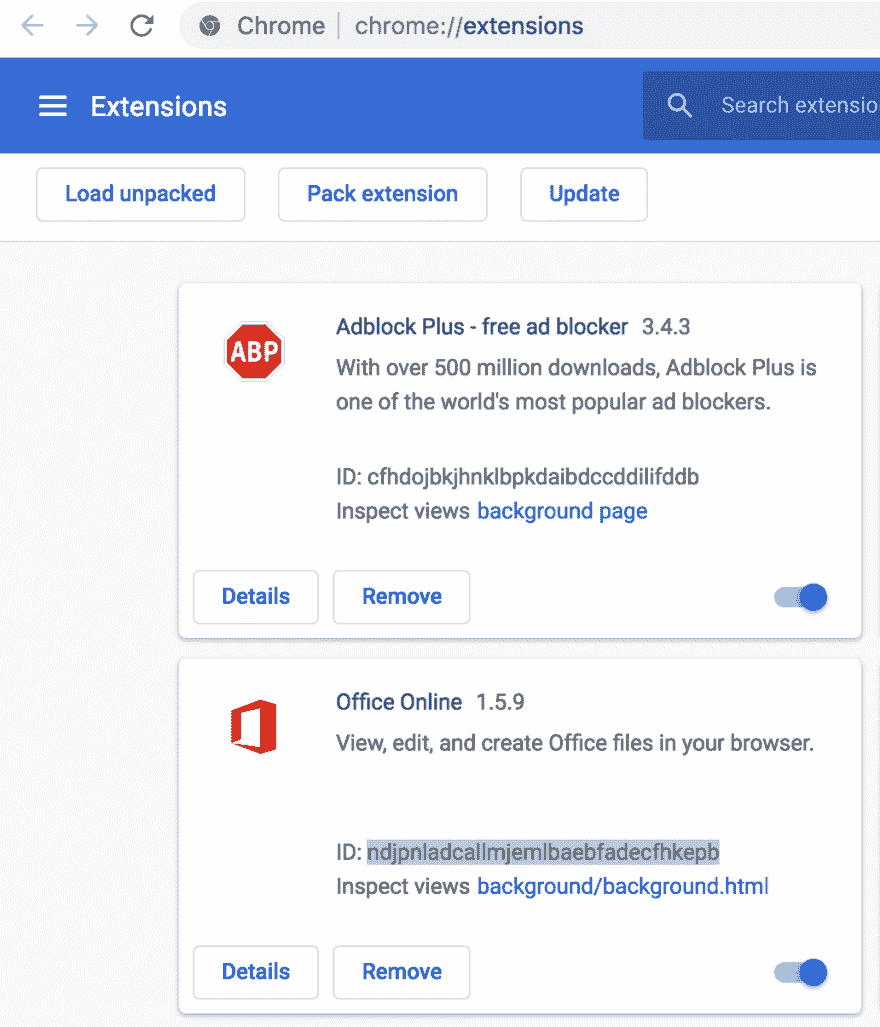 Chrome | chrome://extensions
Extensions
Search extensio
Load unpacked Pack extension Update
ABP
Adblock Plus - free ad blocker 3.4.3
With over 500 million downloads, Adblock Plus is
one of the world's most popular ad blockers.
ID: cfhdojbkjhnklbpkdaibdccddilifddb
Inspect views background page
Details Remove
Office Online 1.5.9
View, edit, and create Office files in your browser.
ID: ndjpnladcallmjemlbaebfadecfhkepb
Inspect views background/background.html
Details Remove